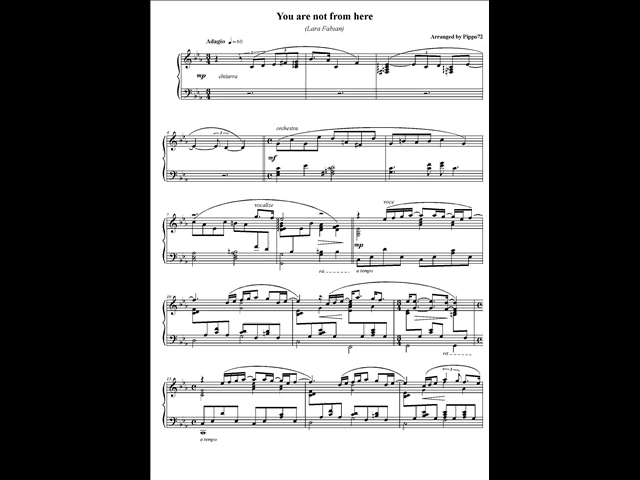 You are not from here
(Lara Fabian)
Arranged by Pippo72
Adagio ♩=60
mp chitarra
orchestra
mf
vocalize
voce
mp
rit. a tempo
rit.
a tempo